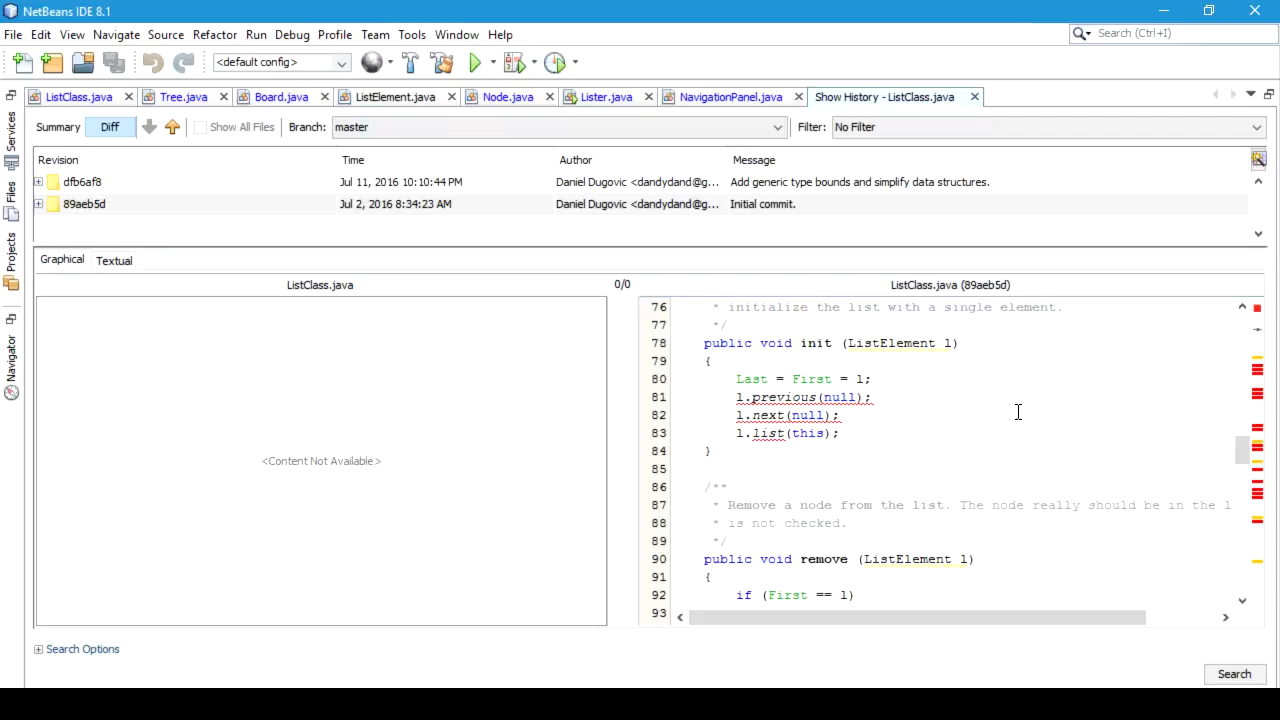 NetBeans IDE 8.1
File Edit View Navigate Source Refactor Run Debug Profile Team Tools Window Help
Search (Ctrl+I)
<default config>
ListClass.java Tree.java Board.java ListElement.java Node.java Lister.java NavigationPanel.java Show History - ListClass.java
Services
Files
Projects
Navigator
Summary Diff Show All Files Branch: master Filter: No Filter
Revision Time Author Message
dfb6af8 Jul 11, 2016 10:10:44 PM Daniel Dugovic <dandydand@g... Add generic type bounds and simplify data structures.
89aeb5d Jul 2, 2016 8:34:23 AM Daniel Dugovic <dandydand@g... Initial commit.
Graphical Textual
ListClass.java 0/0 ListClass.java (89aeb5d)
<Content Not Available>
76 * initialize the list with a single element.
77 */
78 public void init (ListElement l)
79 {
80 Last = First = l;
81 l.previous(null);
82 l.next(null);
83 l.list(this);
84 }
85
86 /**
87 * Remove a node from the list. The node really should be in the l
88 * is not checked.
89 */
90 public void remove (ListElement l)
91 {
92 if (First == l)
93
Search Options
Search